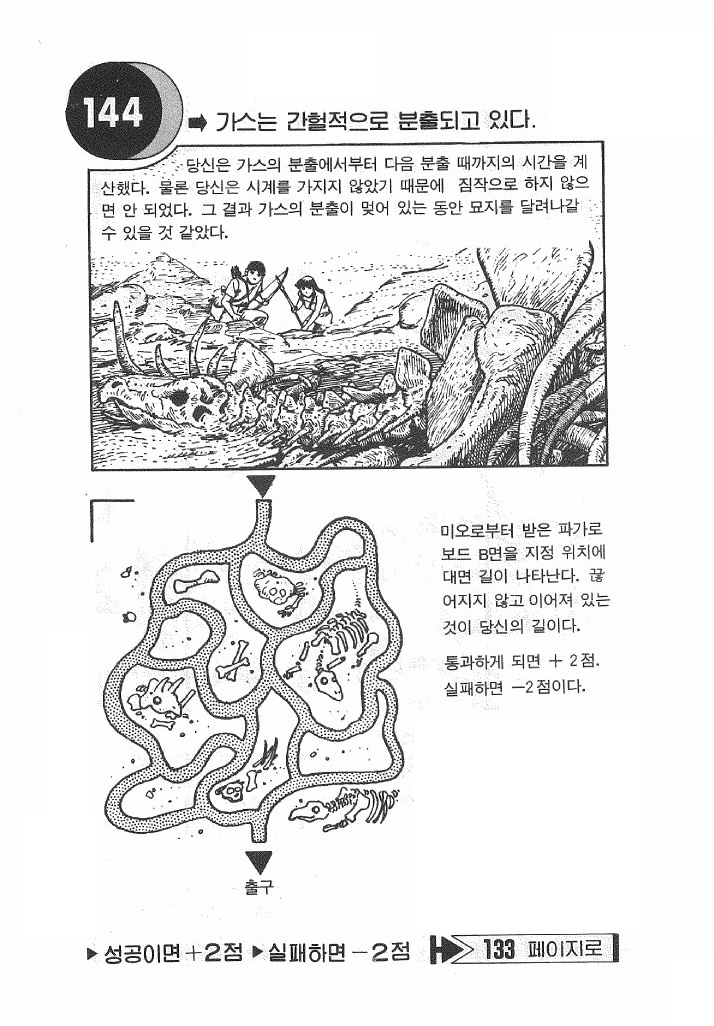 144
➡ 가스는 간헐적으로 분출되고 있다.
당신은 가스의 분출에서부터 다음 분출 때까지의 시간을 계
산했다. 물론 당신은 시계를 가지지 않았기 때문에 짐작으로 하지 않으
면 안 되었다. 그 결과 가스의 분출이 멎어 있는 동안 묘지를 달려나갈
수 있을 것 같았다.
미오로부터 받은 파가로
보드 B면을 지정 위치에
대면 길이 나타난다. 끊
어지지 않고 이어져 있는
것이 당신의 길이다.
통과하게 되면 +2점.
실패하면 -2점이다.
출구
▶성공이면+2점 ▶실패하면-2점
133 페이지로